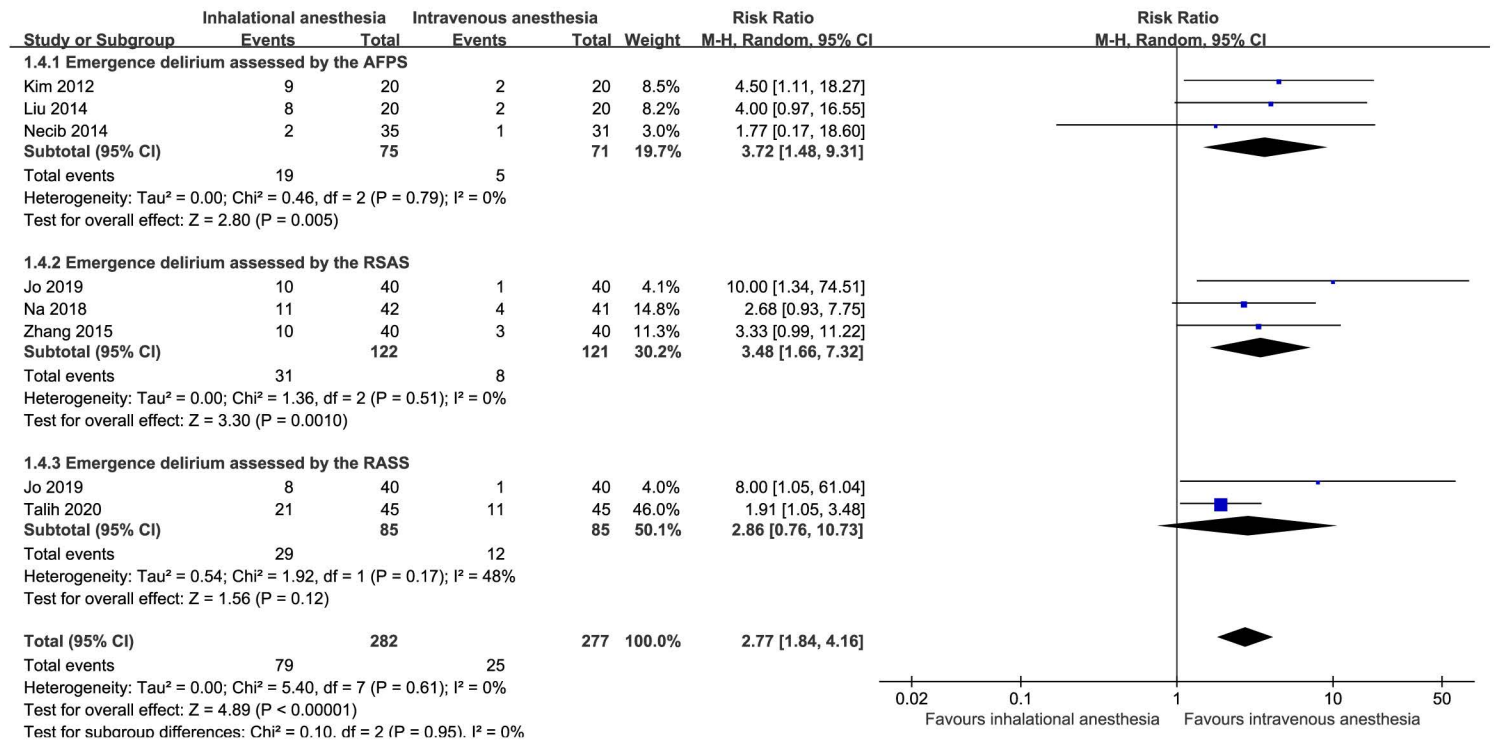 Inhalational anesthesia Intravenous anesthesia Risk Ratio Risk Ratio
Study or Subgroup Events Total Events Total Weight M-H, Random, 95% CI M-H, Random, 95% CI
1.4.1 Emergence delirium assessed by the AFPS
Kim 2012 9 20 2 20 8.5% 4.50 [1.11, 18.27]
Liu 2014 8 20 2 20 8.2% 4.00 [0.97, 16.55]
Necib 2014 2 35 1 31 3.0% 1.77 [0.17, 18.60]
Subtotal (95% CI) 75 71 19.7% 3.72 [1.48, 9.31]
Total events 19 5
Heterogeneity: Tau² = 0.00; Chi² = 0.46, df = 2 (P = 0.79); I² = 0%
Test for overall effect: Z = 2.80 (P = 0.005)
1.4.2 Emergence delirium assessed by the RSAS
Jo 2019 10 40 1 40 4.1% 10.00 [1.34, 74.51]
Na 2018 11 42 4 41 14.8% 2.68 [0.93, 7.75]
Zhang 2015 10 40 3 40 11.3% 3.33 [0.99, 11.22]
Subtotal (95% CI) 122 121 30.2% 3.48 [1.66, 7.32]
Total events 31 8
Heterogeneity: Tau² = 0.00; Chi² = 1.36, df = 2 (P = 0.51); I² = 0%
Test for overall effect: Z = 3.30 (P = 0.0010)
1.4.3 Emergence delirium assessed by the RASS
Jo 2019 8 40 1 40 4.0% 8.00 [1.05, 61.04]
Talih 2020 21 45 11 45 46.0% 1.91 [1.05, 3.48]
Subtotal (95% CI) 85 85 50.1% 2.86 [0.76, 10.73]
Total events 29 12
Heterogeneity: Tau² = 0.54; Chi² = 1.92, df = 1 (P = 0.17); I² = 48%
Test for overall effect: Z = 1.56 (P = 0.12)
Total (95% CI) 282 277 100.0% 2.77 [1.84, 4.16]
Total events 79 25
Heterogeneity: Tau² = 0.00; Chi² = 5.40, df = 7 (P = 0.61); I² = 0%
Test for overall effect: Z = 4.89 (P < 0.00001)
Test for subgroup differences: Chi² = 0.10, df = 2 (P = 0.95), I² = 0%
0.02 0.1 1 10 50
Favours inhalational anesthesia Favours intravenous anesthesia